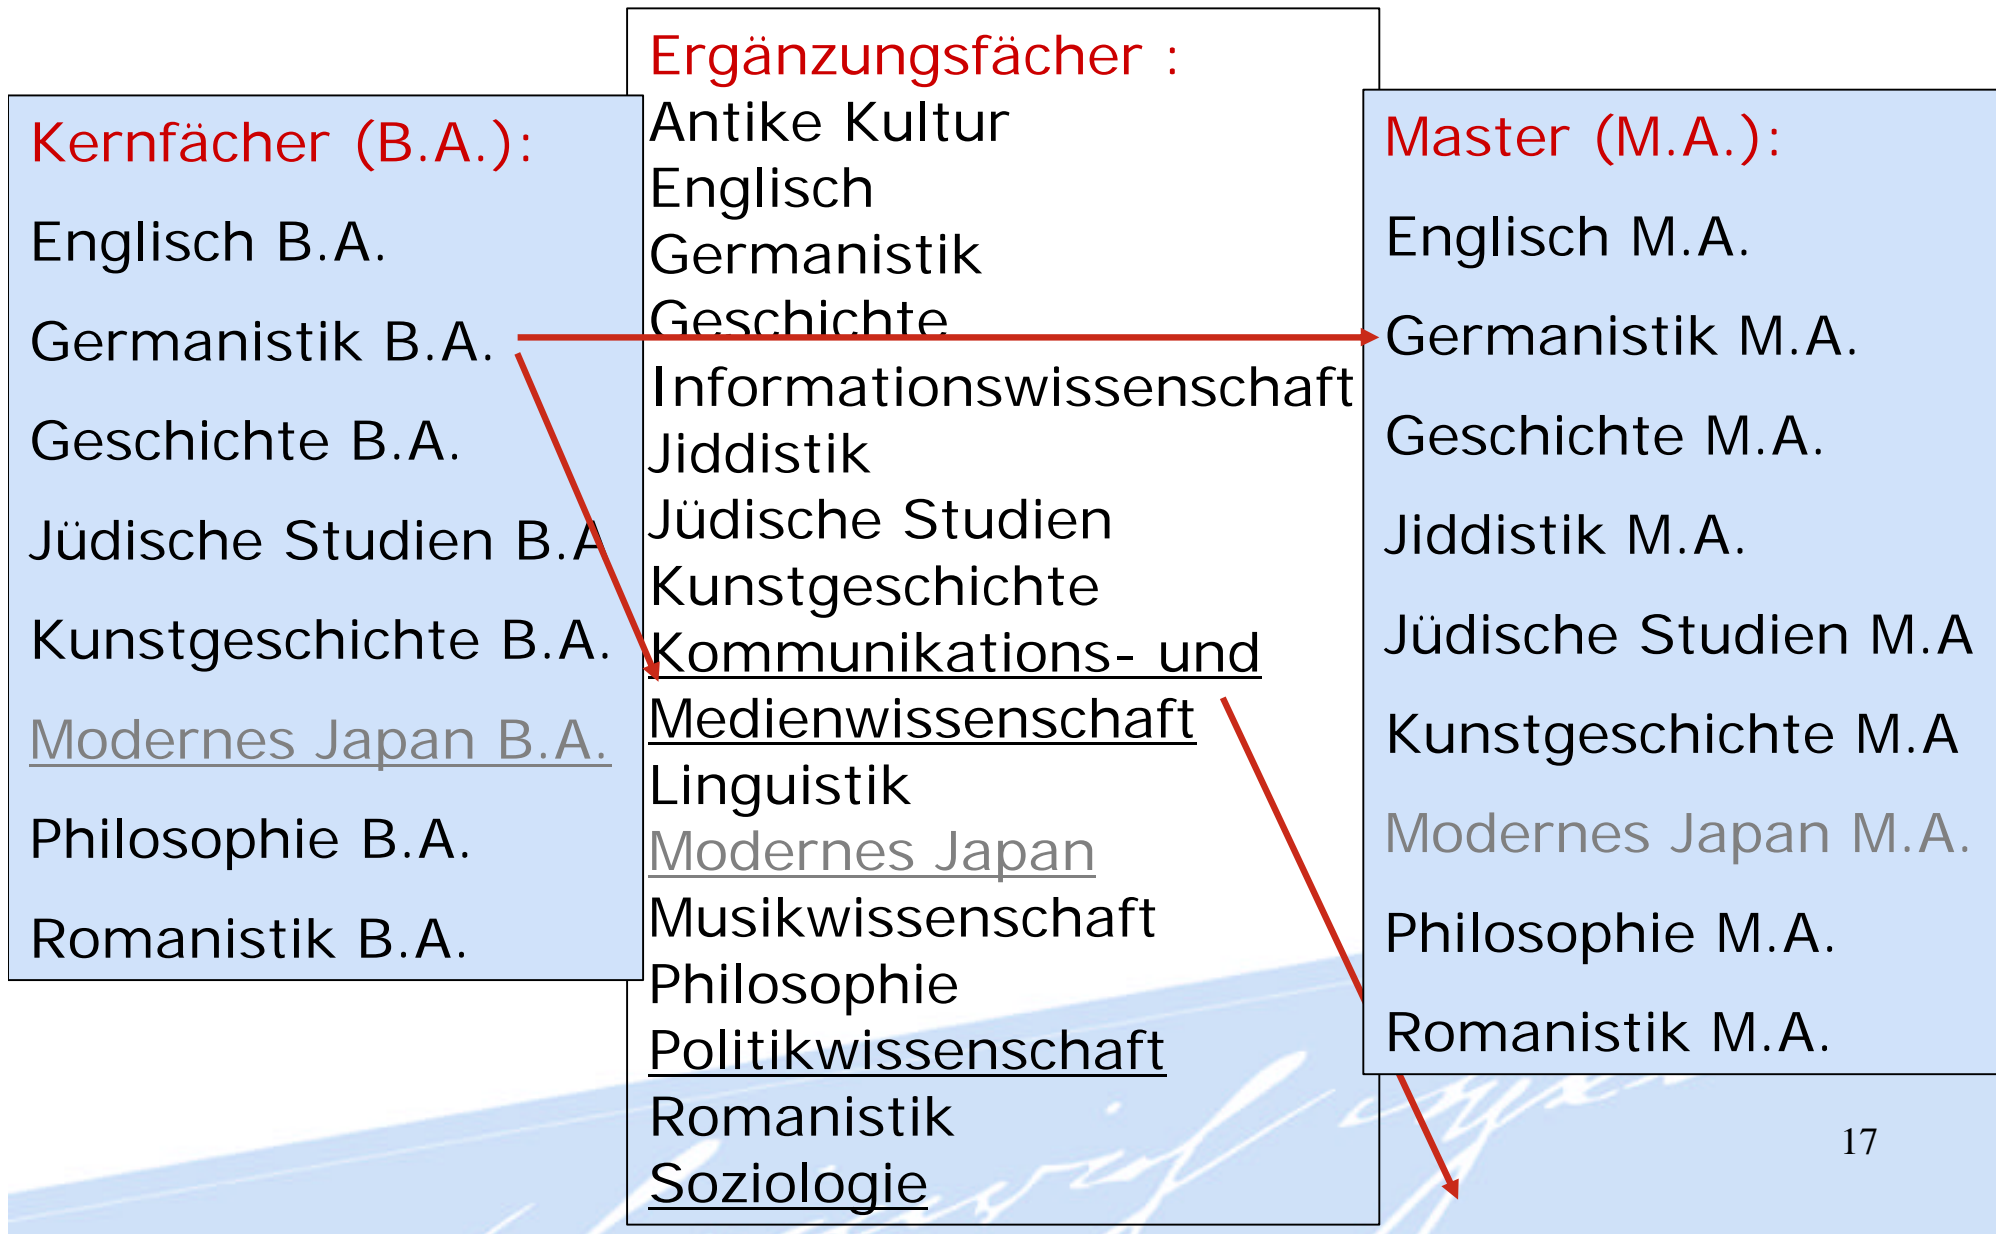 Kernfächer (B.A.):
Englisch B.A.
Germanistik B.A.
Geschichte B.A.
Jüdische Studien B.A
Kunstgeschichte B.A.
Modernes Japan B.A.
Philosophie B.A.
Romanistik B.A.
Ergänzungsfächer :
Antike Kultur
Englisch
Germanistik
Geschichte
Informationswissenschaft
Jiddistik
Jüdische Studien
Kunstgeschichte
Kommunikations- und
Medienwissenschaft
Linguistik
Modernes Japan
Musikwissenschaft
Philosophie
Politikwissenschaft
Romanistik
Soziologie
Master (M.A.):
Englisch M.A.
Germanistik M.A.
Geschichte M.A.
Jiddistik M.A.
Jüdische Studien M.A
Kunstgeschichte M.A
Modernes Japan M.A.
Philosophie M.A.
Romanistik M.A.
17